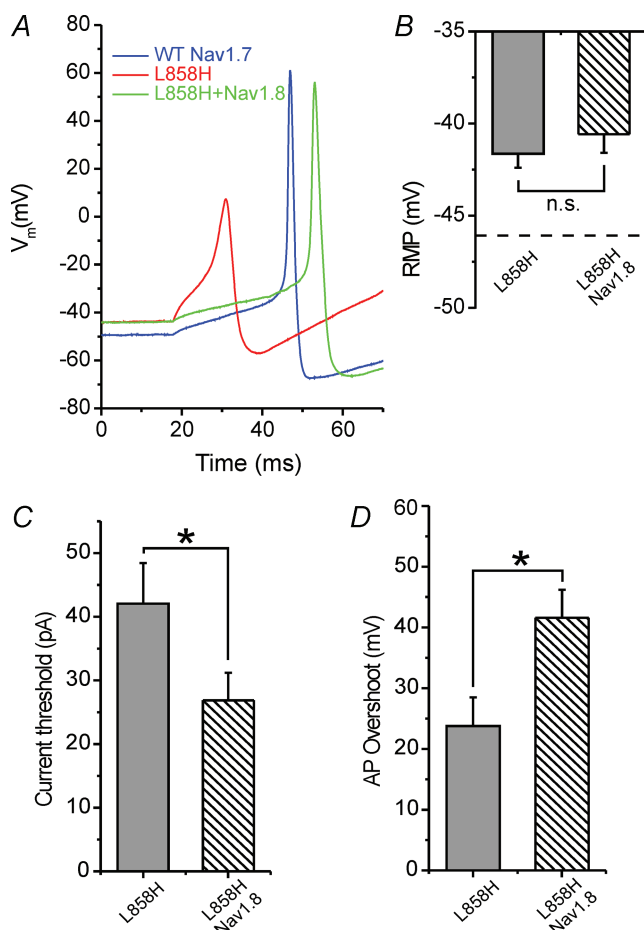 A
WT Nav1.7
L858H
L858H+Nav1.8
80
60
40
20
0
-20
-40
-60
-80
Vm(mV)
0 20 40 60
Time (ms)
B
-35
-40
-45
-50
RMP (mV)
n.s.
L858H
L858H
Nav1.8
C
50
40
30
20
10
0
Current threshold (pA)
*
L858H
L858H
Nav1.8
D
60
50
40
30
20
10
0
AP Overshoot (mV)
*
L858H
L858H
Nav1.8